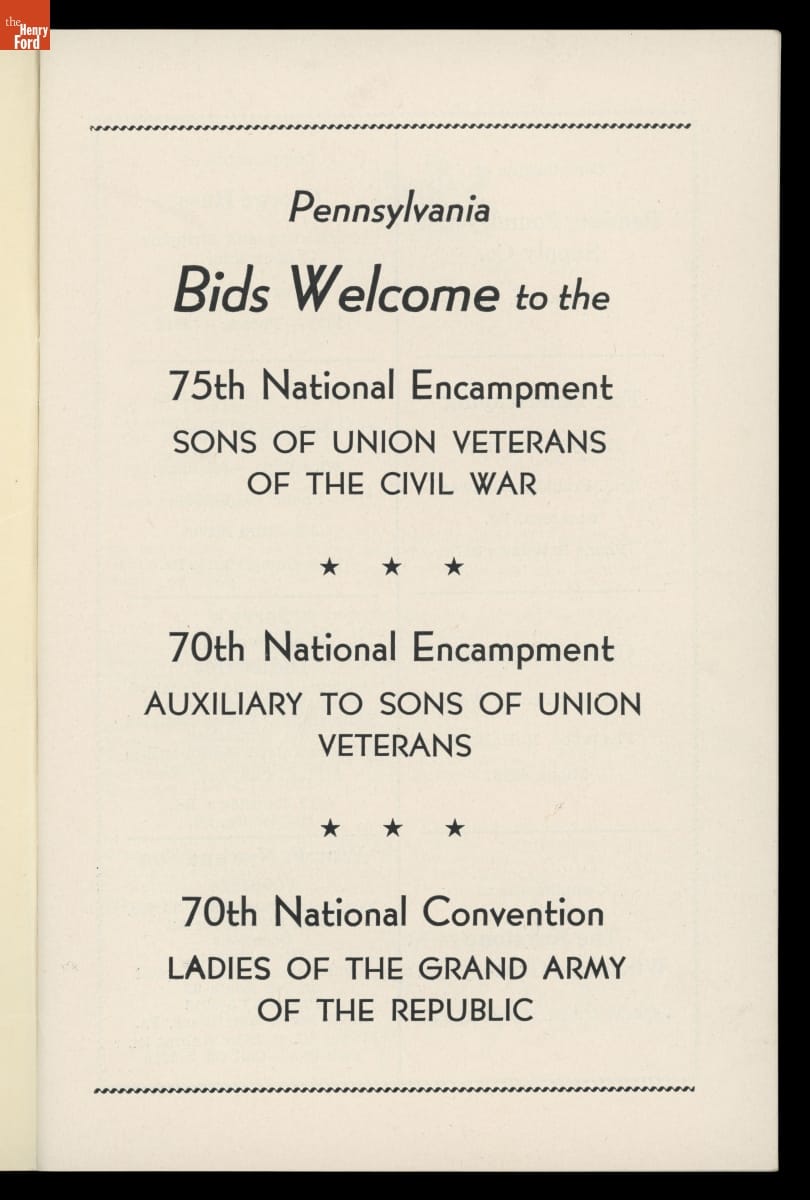 the
Henry
Ford
Pennsylvania
Bids Welcome to the
75th National Encampment
SONS OF UNION VETERANS
OF THE CIVIL WAR
★ ★ ★
70th National Encampment
AUXILIARY TO SONS OF UNION
VETERANS
★ ★ ★
70th National Convention
LADIES OF THE GRAND ARMY
OF THE REPUBLIC